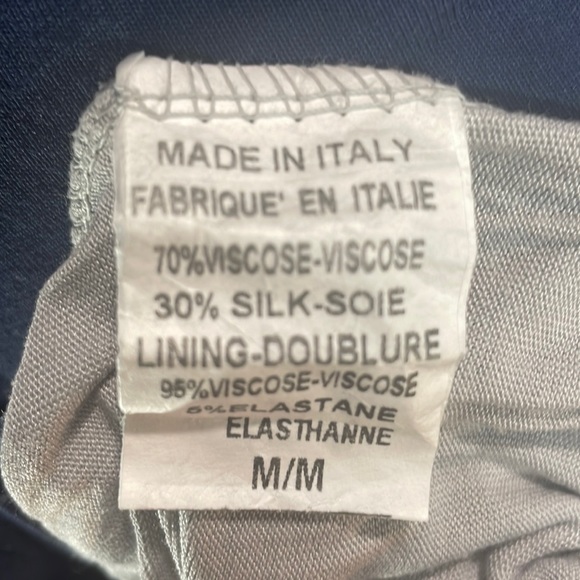 MADE IN ITALY
FABRIQUE' EN ITALIE
70%VISCOSE-VISCOSE
30% SILK-SOIE
LINING-DOUBLURE
95%VISCOSE-VISCOSE
5%ELASTANE
ELASTHANNE
M/M